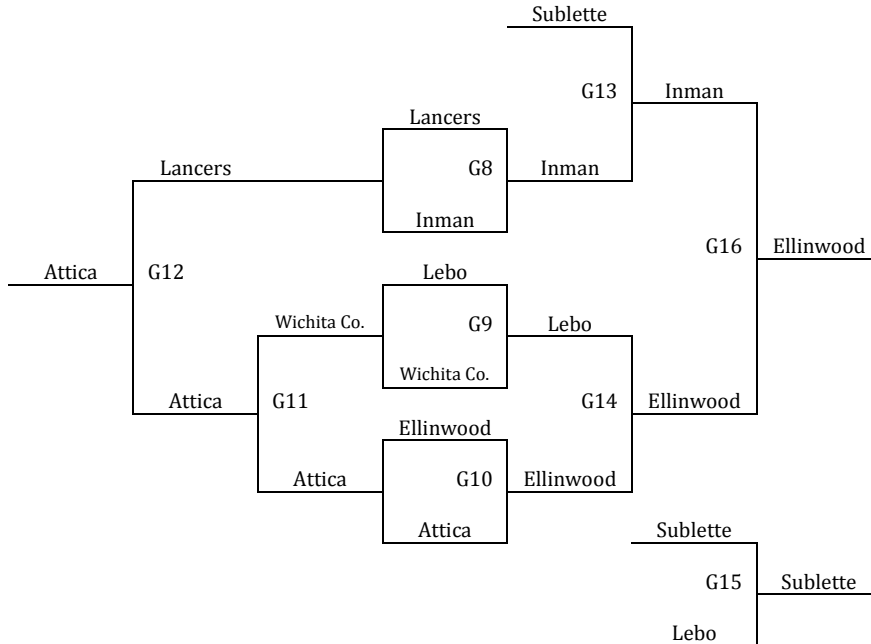 Sublette
G13
Inman
Lancers
Lancers
G8
Inman
Inman
G16
Ellinwood
Attica
G12
Lebo
Wichita Co.
G9
Lebo
Wichita Co.
Attica
G11
G14
Ellinwood
Ellinwood
Attica
G10
Ellinwood
Attica
Sublette
G15
Sublette
Lebo